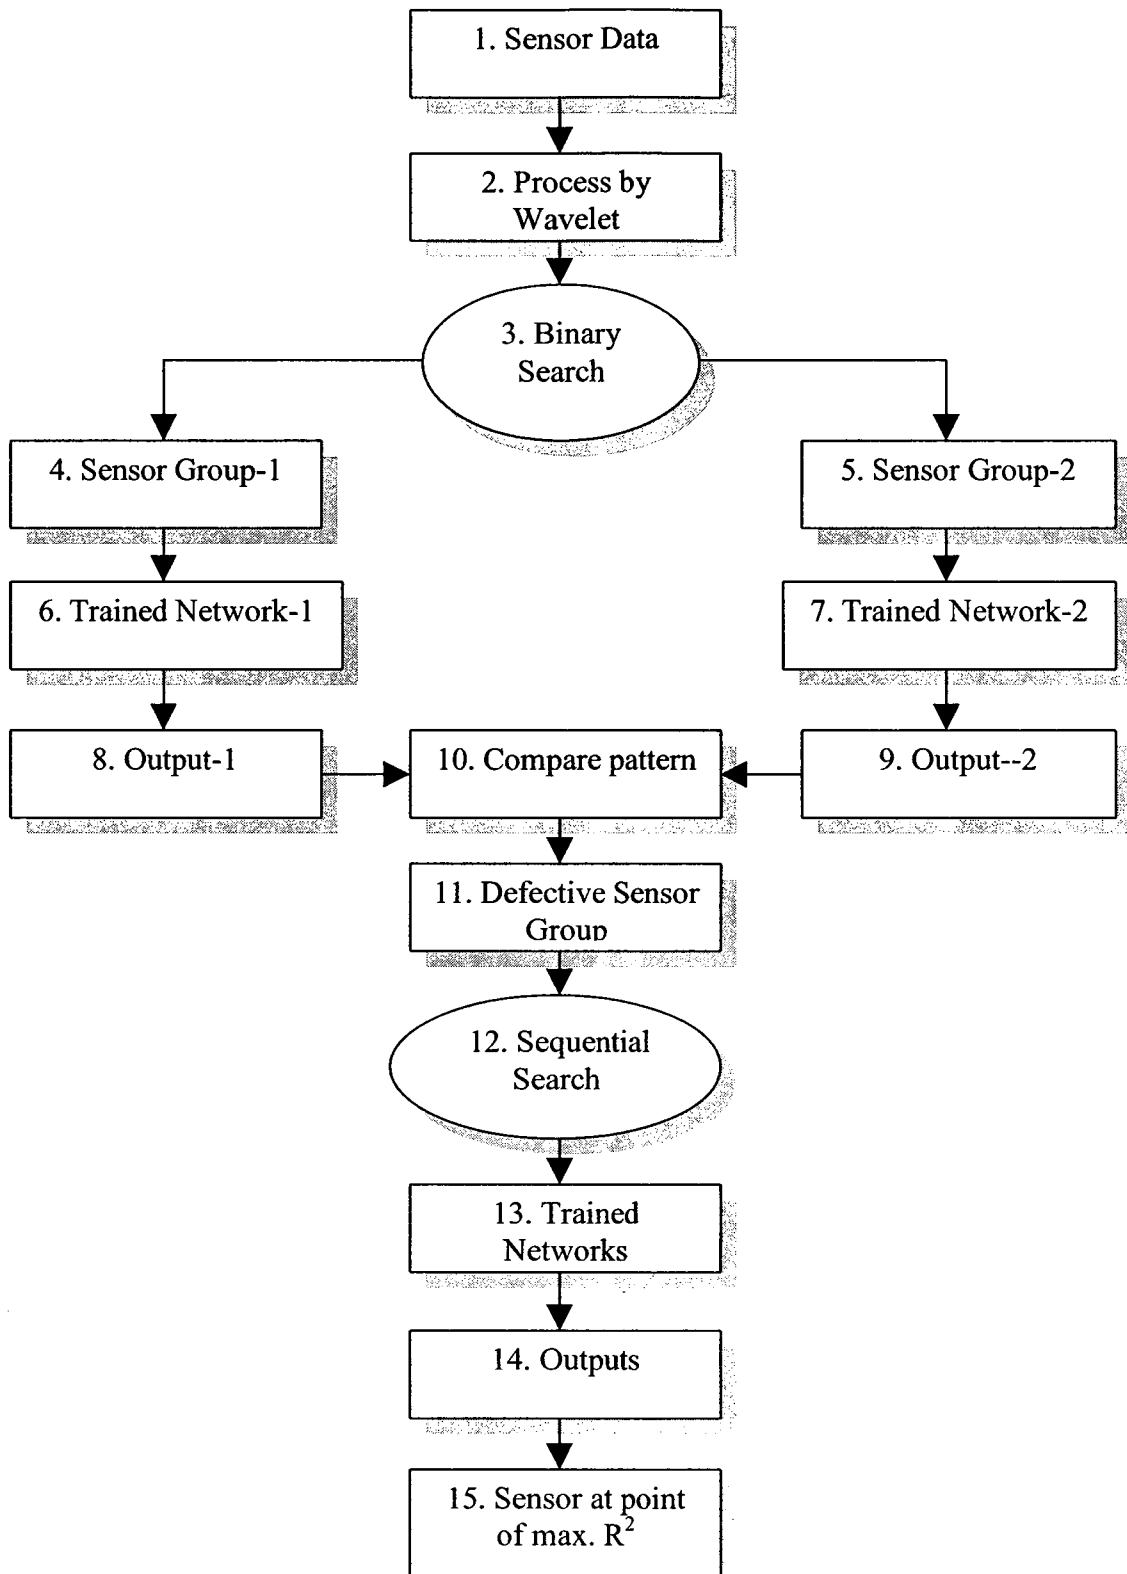 1. Sensor Data
2. Process by
Wavelet
3. Binary
Search
4. Sensor Group-1
5. Sensor Group-2
6. Trained Network-1
7. Trained Network-2
8. Output-1
10. Compare pattern
9. Output--2
11. Defective Sensor
Group
12. Sequential
Search
13. Trained
Networks
14. Outputs
15. Sensor at point
of max. R²